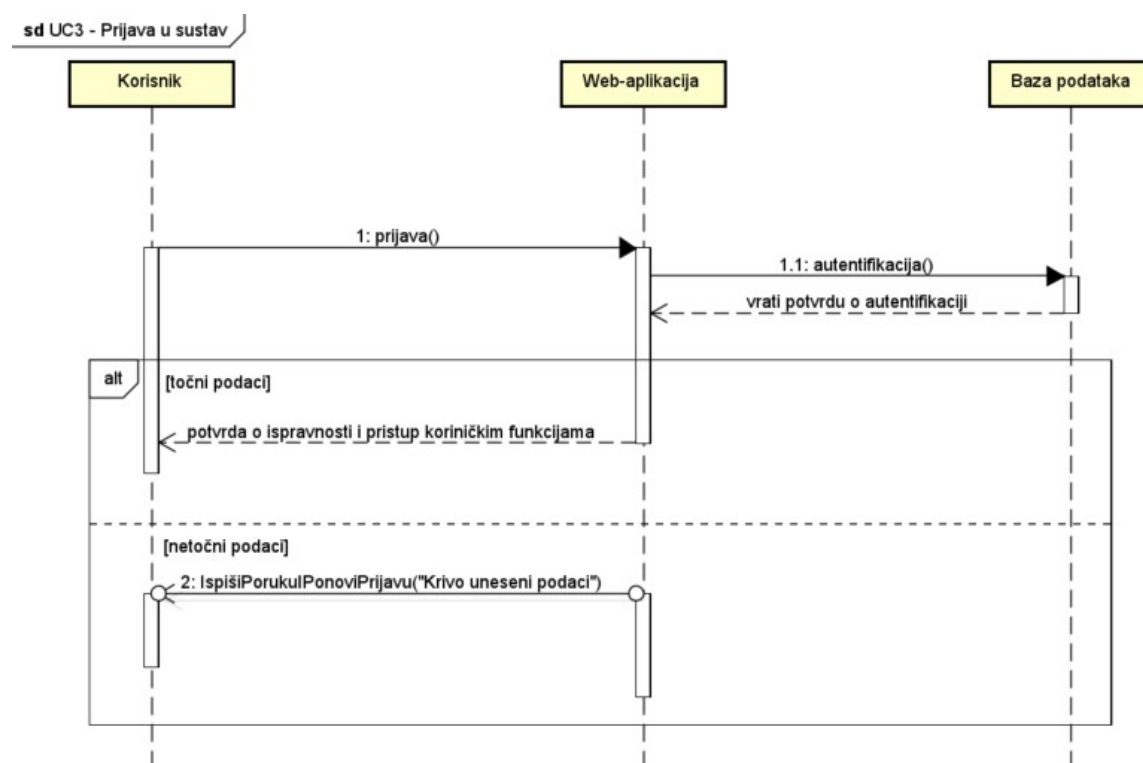 sd UC3 - Prijava u sustav
Korisnik
Web-aplikacija
Baza podataka
1: prijava()
1.1: autentifikacija()
vrati potvrdu o autentifikaciji
alt
[točni podaci]
potvrda o ispravnosti i pristup koriničkim funkcijama
[netočni podaci]
2: IspišiPorukuIPonoviPrijavu("Krivo uneseni podaci")